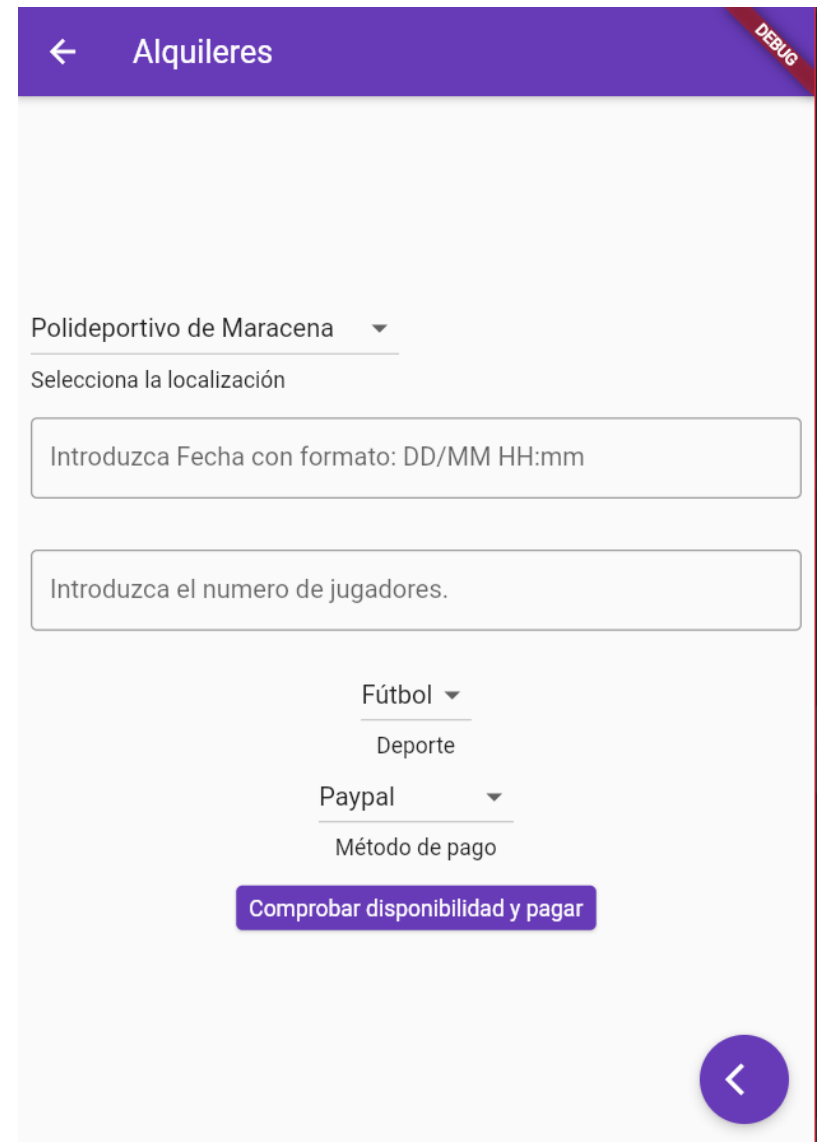 Alquileres
DEBUG
Polideportivo de Maracena
Selecciona la localización
Introduzca Fecha con formato: DD/MM HH:mm
Introduzca el numero de jugadores.
Fútbol
Deporte
Paypal
Método de pago
Comprobar disponibilidad y pagar